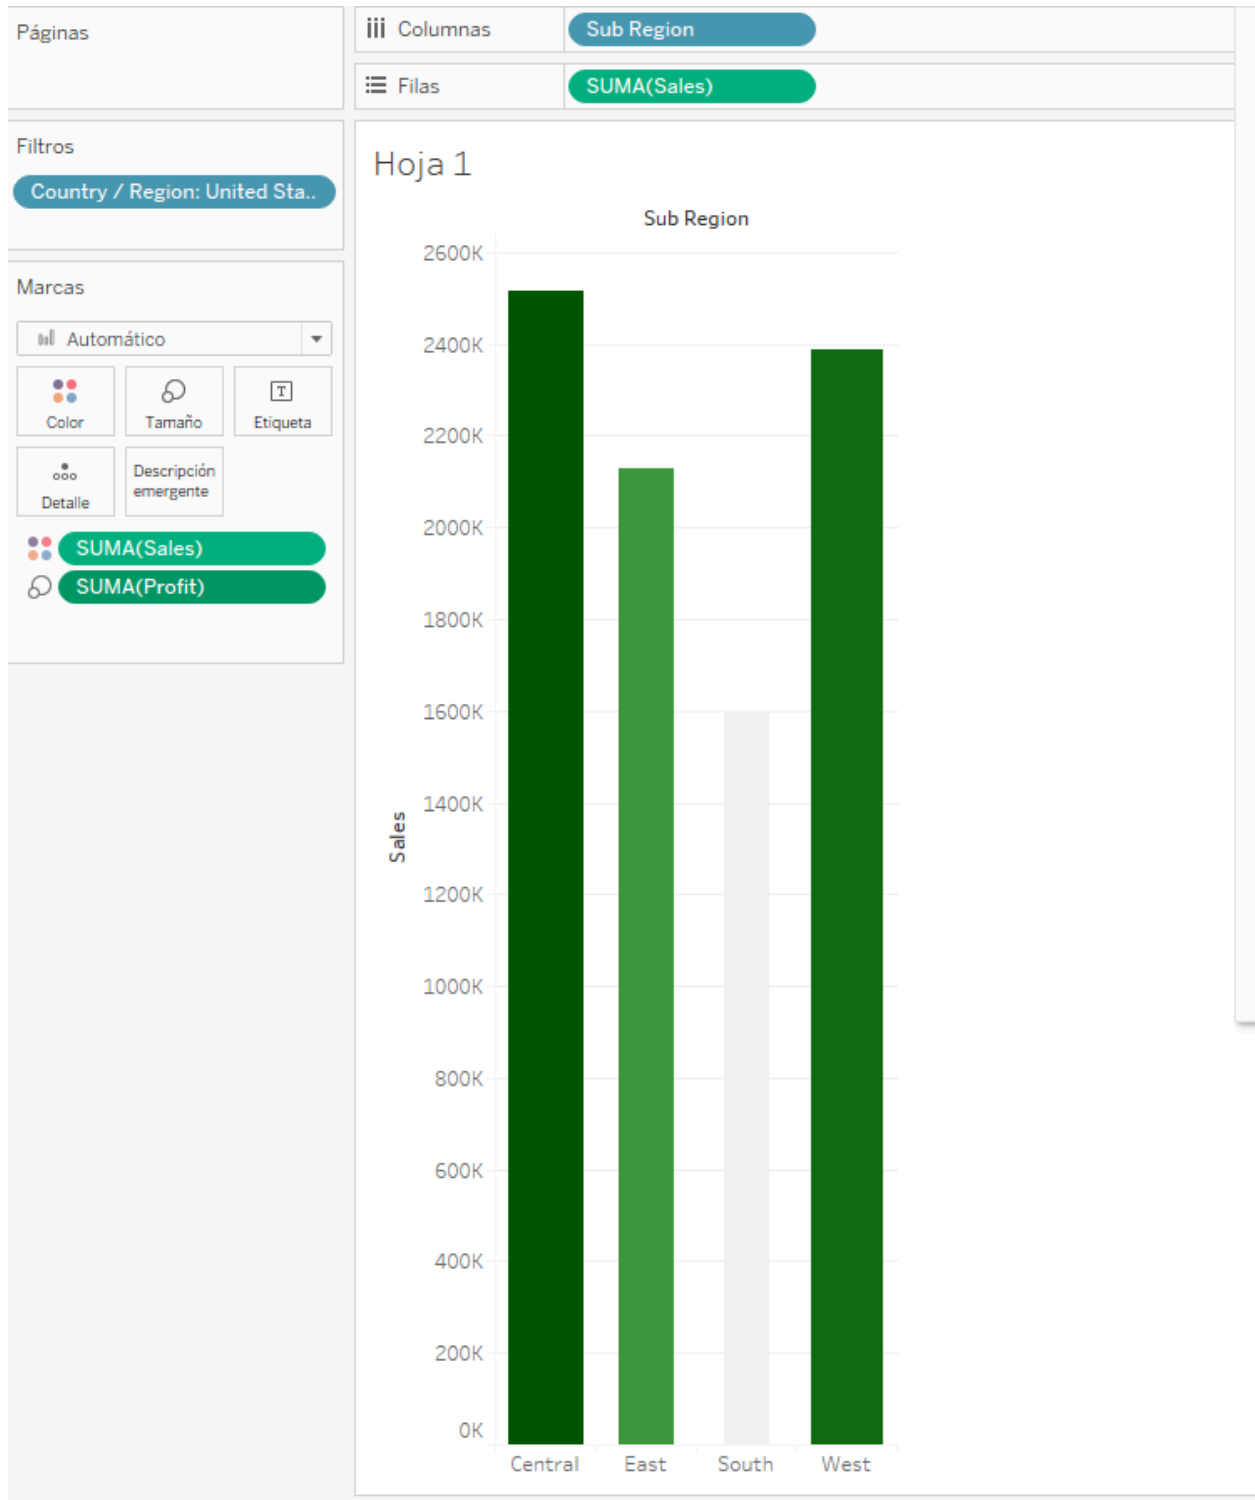 Páginas
Columnas
Sub Region
Filas
SUMA(Sales)
Filtros
Country / Region: United Sta..
Marcas
Automático
Color
Tamaño
T
Etiqueta
Detalle
Descripción
emergente
SUMA(Sales)
SUMA(Profit)
Hoja 1
Sub Region
2600K
2400K
2200K
2000K
1800K
1600K
1400K
1200K
1000K
800K
600K
400K
200K
0K
Sales
Central East South West